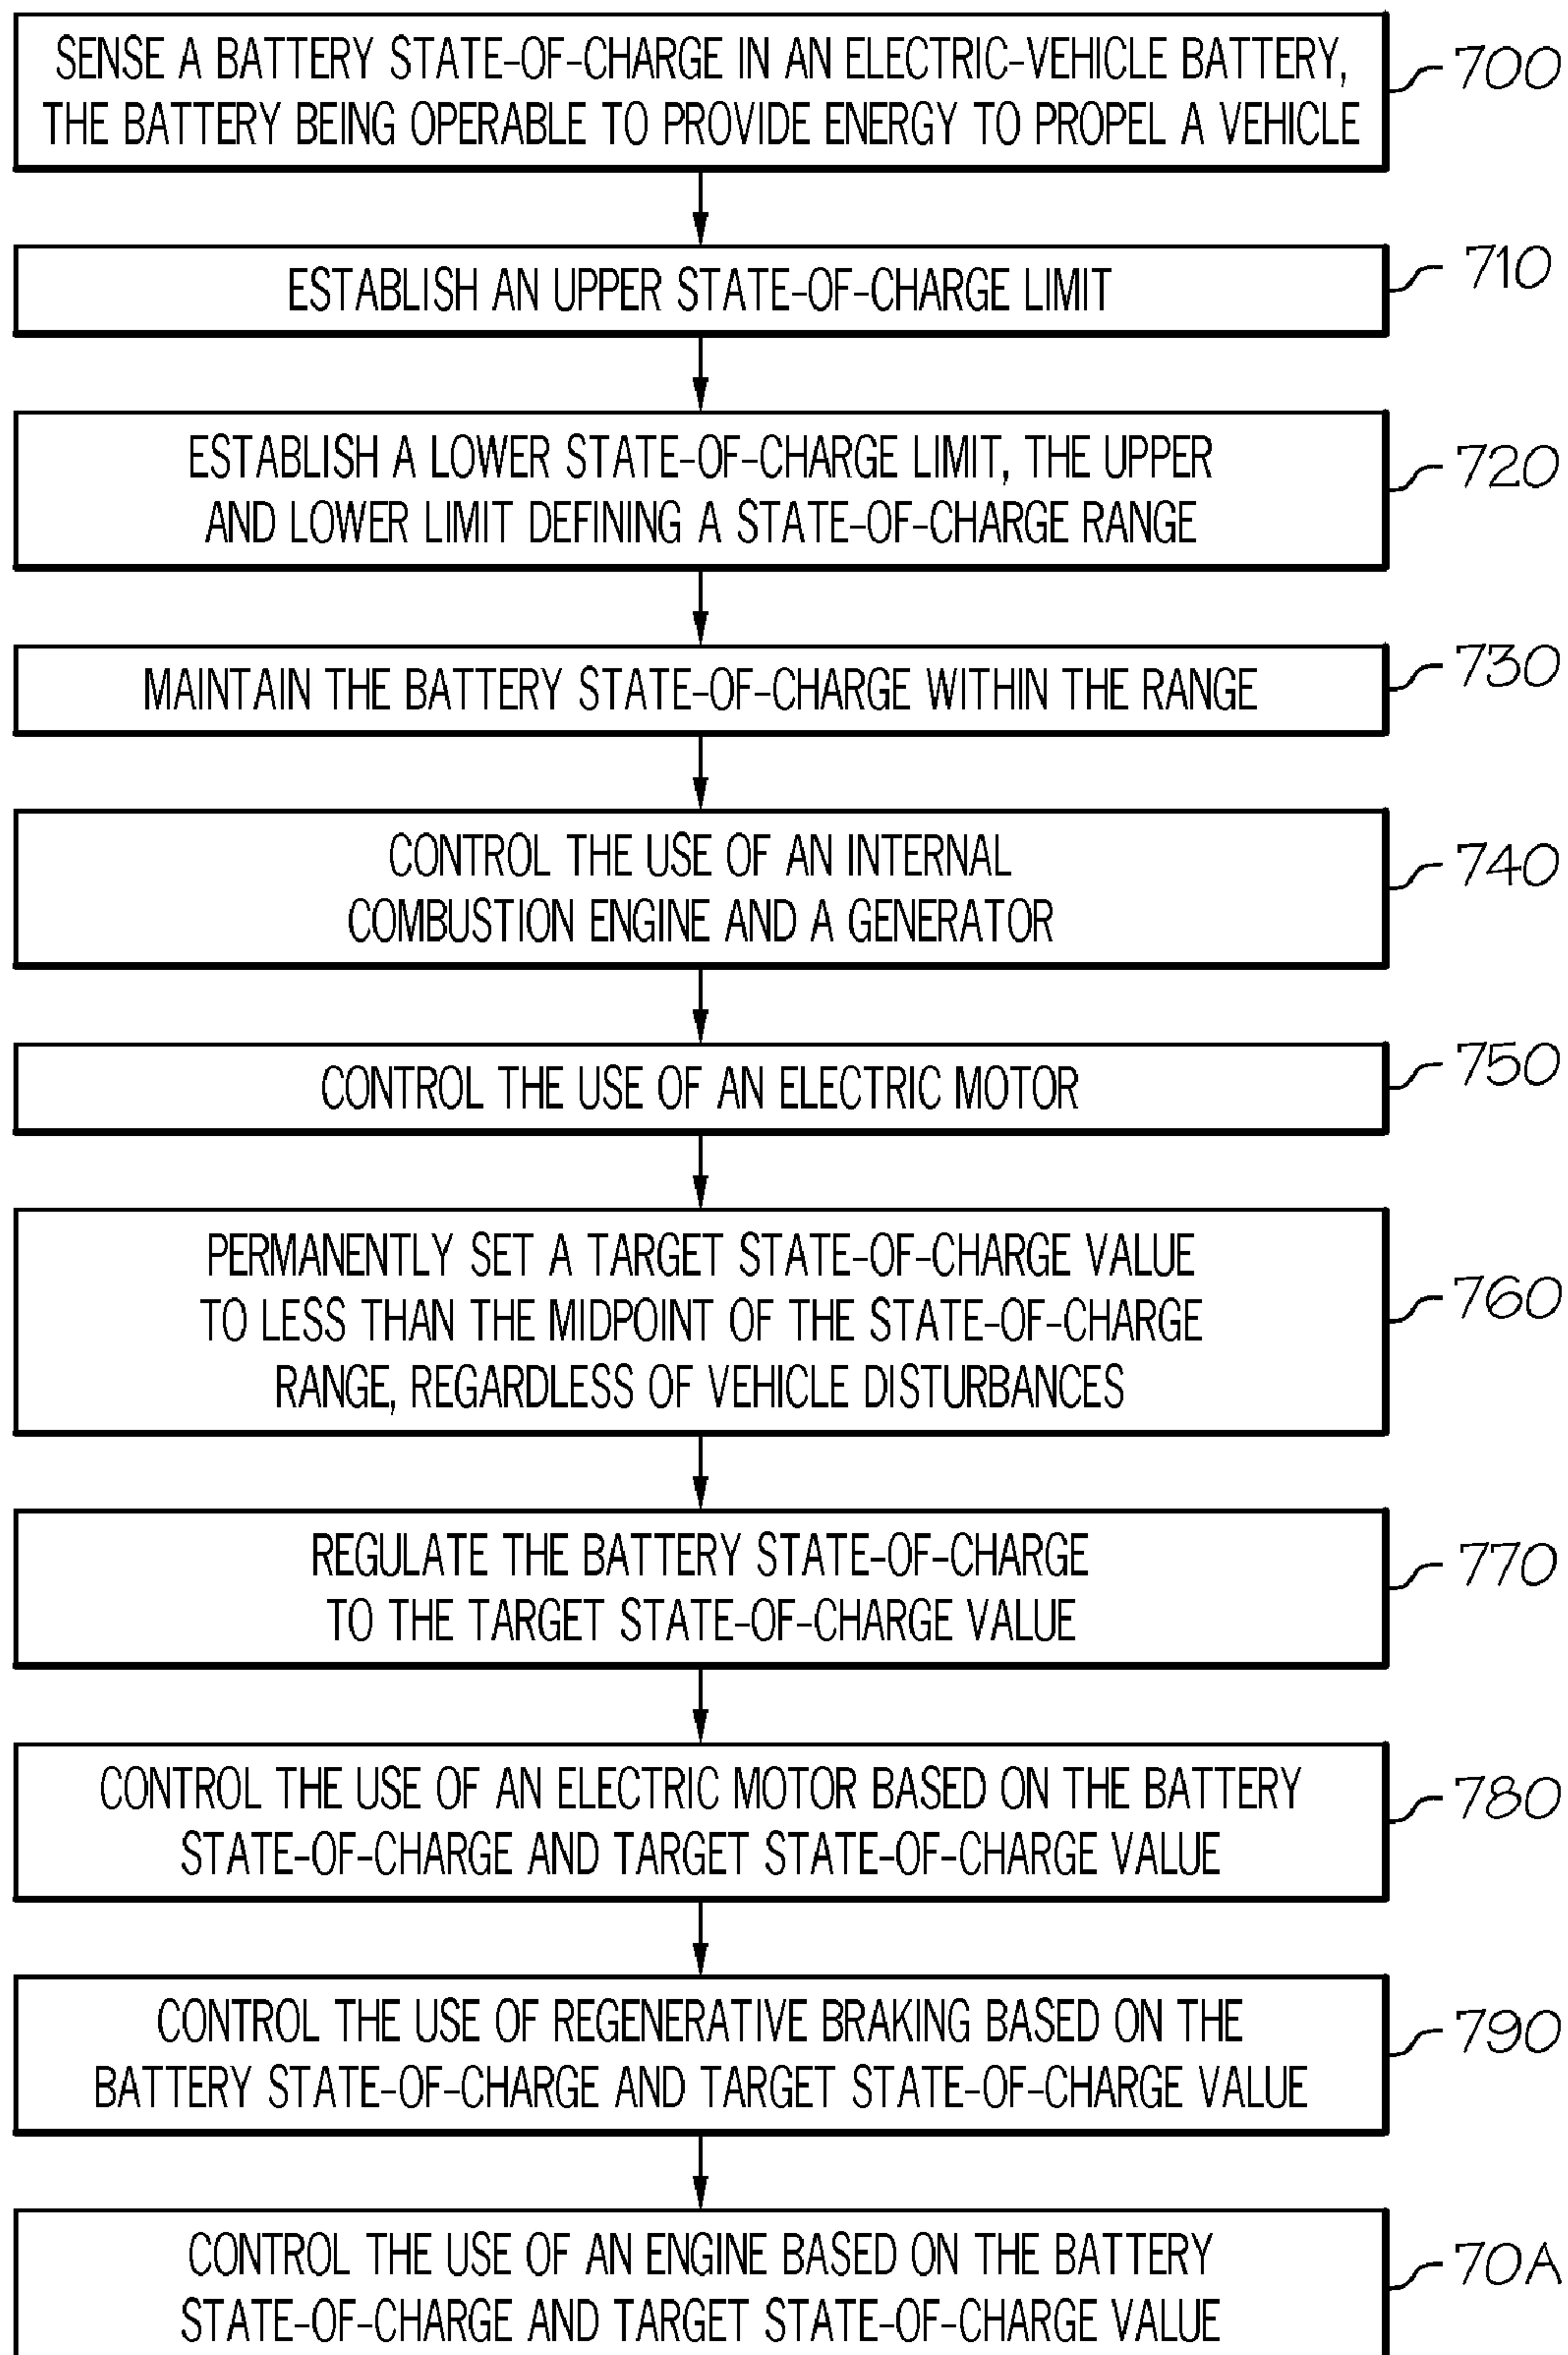 SENSE A BATTERY STATE-OF-CHARGE IN AN ELECTRIC-VEHICLE BATTERY,
THE BATTERY BEING OPERABLE TO PROVIDE ENERGY TO PROPEL A VEHICLE
700
ESTABLISH AN UPPER STATE-OF-CHARGE LIMIT
710
ESTABLISH A LOWER STATE-OF-CHARGE LIMIT, THE UPPER
AND LOWER LIMIT DEFINING A STATE-OF-CHARGE RANGE
720
MAINTAIN THE BATTERY STATE-OF-CHARGE WITHIN THE RANGE
730
CONTROL THE USE OF AN INTERNAL
COMBUSTION ENGINE AND A GENERATOR
740
CONTROL THE USE OF AN ELECTRIC MOTOR
750
PERMANENTLY SET A TARGET STATE-OF-CHARGE VALUE
TO LESS THAN THE MIDPOINT OF THE STATE-OF-CHARGE
RANGE, REGARDLESS OF VEHICLE DISTURBANCES
760
REGULATE THE BATTERY STATE-OF-CHARGE
TO THE TARGET STATE-OF-CHARGE VALUE
770
CONTROL THE USE OF AN ELECTRIC MOTOR BASED ON THE BATTERY
STATE-OF-CHARGE AND TARGET STATE-OF-CHARGE VALUE
780
CONTROL THE USE OF REGENERATIVE BRAKING BASED ON THE
BATTERY STATE-OF-CHARGE AND TARGET STATE-OF-CHARGE VALUE
790
CONTROL THE USE OF AN ENGINE BASED ON THE BATTERY
STATE-OF-CHARGE AND TARGET STATE-OF-CHARGE VALUE
70A